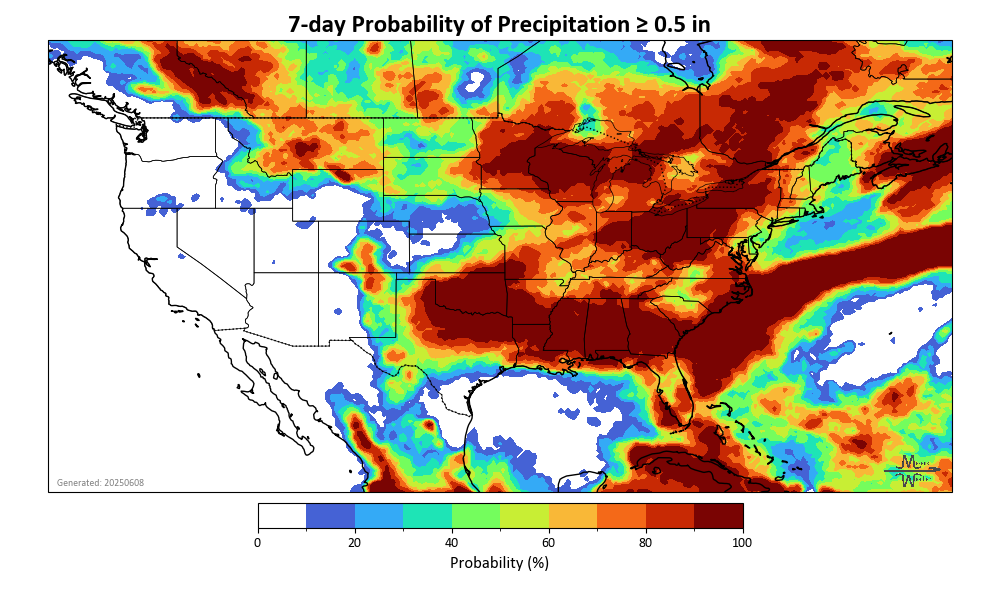 7-day Probability of Precipitation ≥ 0.5 in
Generated: 20250608
0 20 40 60 80 100
Probability (%)